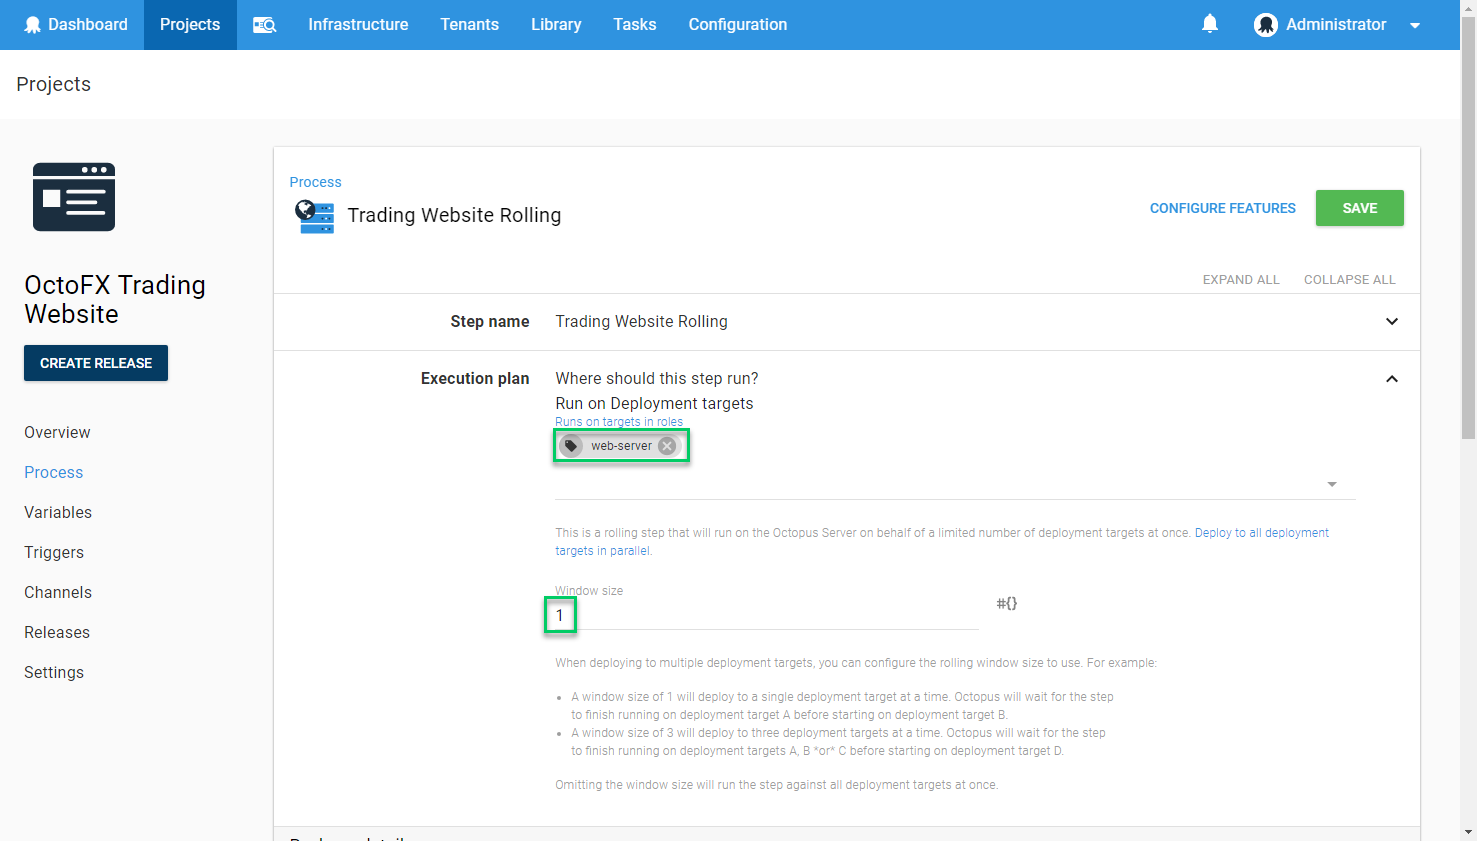 Dashboard Projects Infrastructure Tenants Library Tasks Configuration Administrator
Projects
Process
Trading Website Rolling
CONFIGURE FEATURES SAVE
EXPAND ALL COLLAPSE ALL
OctoFX Trading
Website
CREATE RELEASE
Overview
Process
Variables
Triggers
Channels
Releases
Settings
Step name Trading Website Rolling
Execution plan Where should this step run?
Run on Deployment targets
Runs on targets in roles
web-server
This is a rolling step that will run on the Octopus Server on behalf of a limited number of deployment targets at once. Deploy to all deployment
targets in parallel.
Window size
1
#{}
When deploying to multiple deployment targets, you can configure the rolling window size to use. For example:
• A window size of 1 will deploy to a single deployment target at a time. Octopus will wait for the step
to finish running on deployment target A before starting on deployment target B.
• A window size of 3 will deploy to three deployment targets at a time. Octopus will wait for the step
to finish running on deployment targets A, B *or* C before starting on deployment target D.
Omitting the window size will run the step against all deployment targets at once.